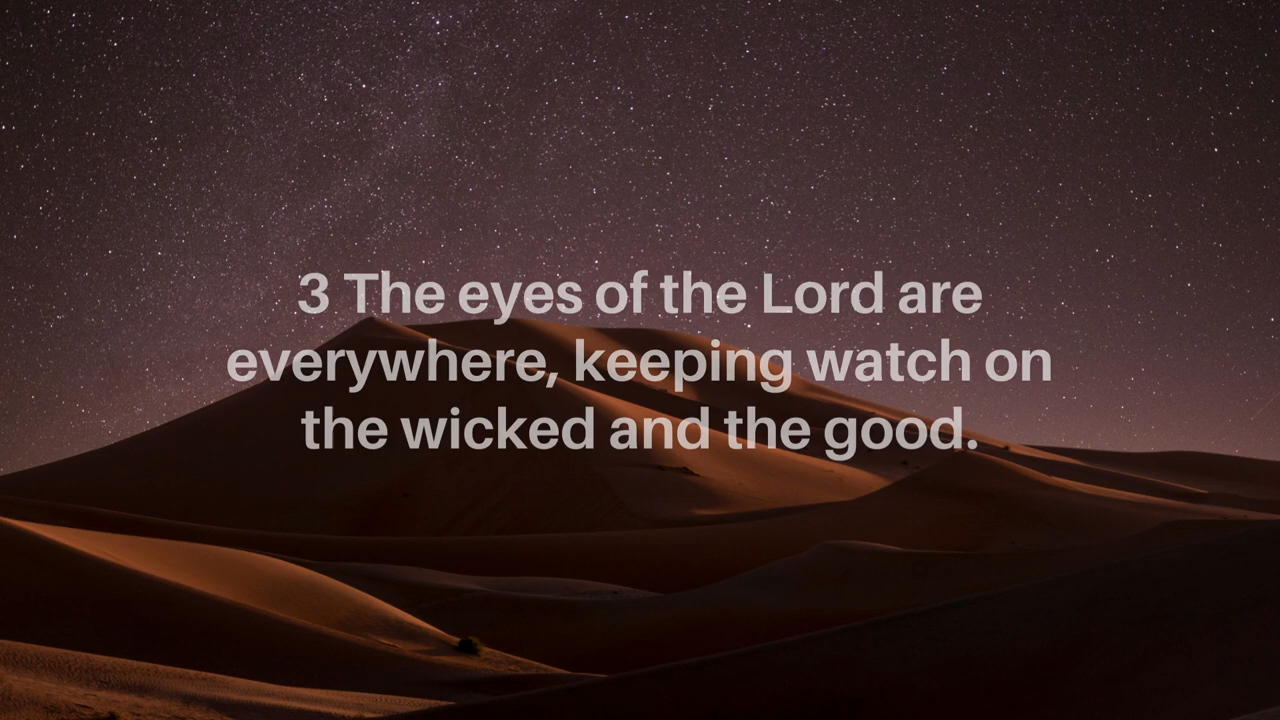 3 The eyes of the Lord are
everywhere, keeping watch on
the wicked and the good.